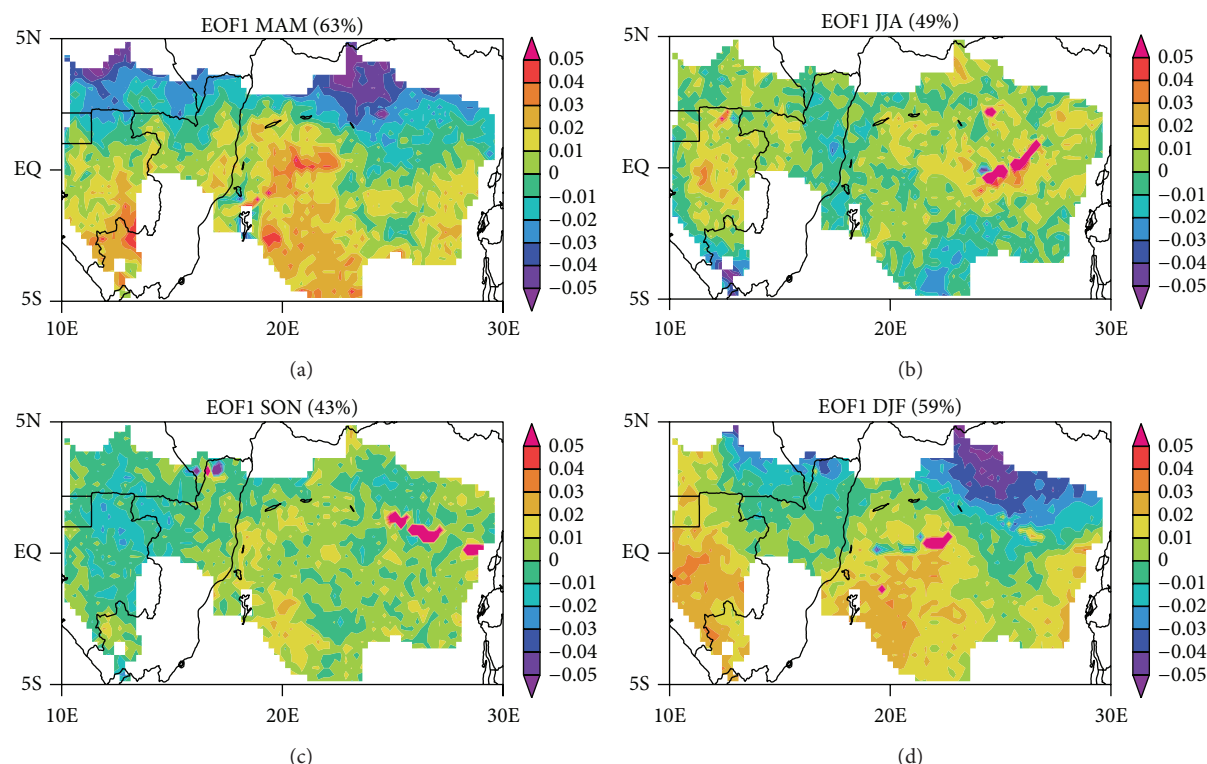 EOF1 MAM (63%)
5N
EQ
5S
10E
20E
30E
0.05
0.04
0.03
0.02
0.01
0
−0.01
−0.02
−0.03
−0.04
−0.05
(a)
EOF1 JJA (49%)
5N
EQ
5S
10E
20E
30E
0.05
0.04
0.03
0.02
0.01
0
−0.01
−0.02
−0.03
−0.04
−0.05
(b)
EOF1 SON (43%)
5N
EQ
5S
10E
20E
30E
0.05
0.04
0.03
0.02
0.01
0
−0.01
−0.02
−0.03
−0.04
−0.05
(c)
EOF1 DJF (59%)
5N
EQ
5S
10E
20E
30E
0.05
0.04
0.03
0.02
0.01
0
−0.01
−0.02
−0.03
−0.04
−0.05
(d)